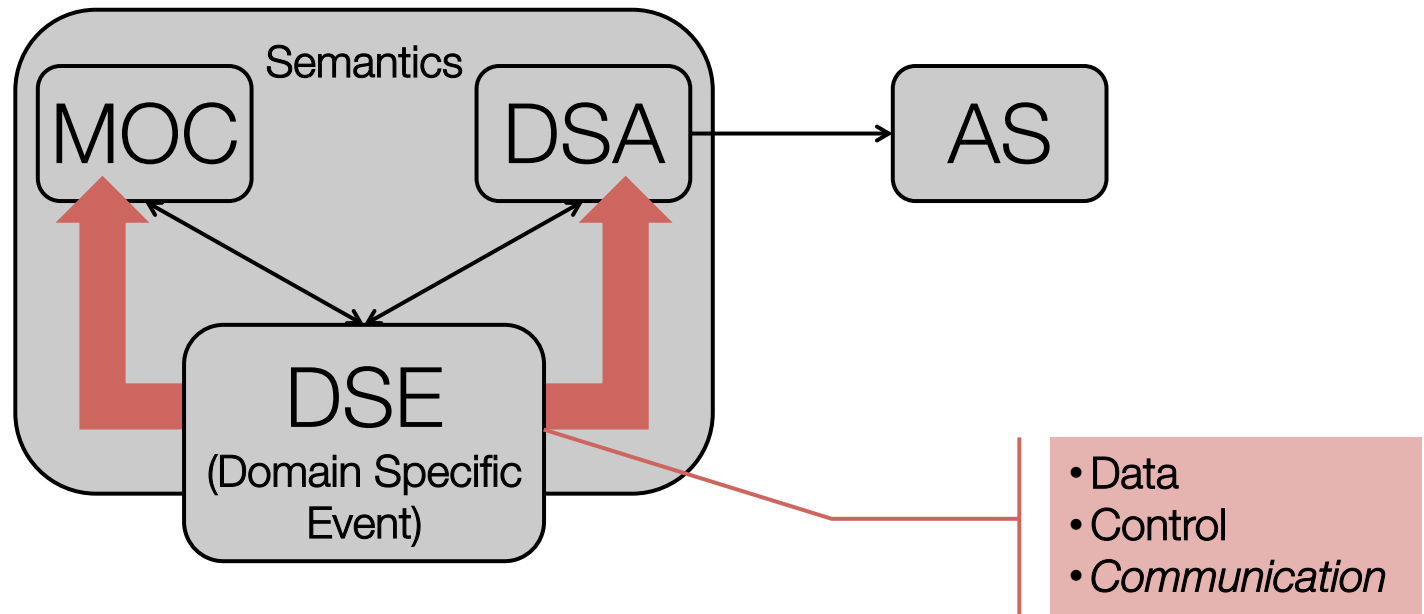 Semantics
MOC
DSA
AS
DSE
(Domain Specific
Event)
• Data
• Control
• Communication